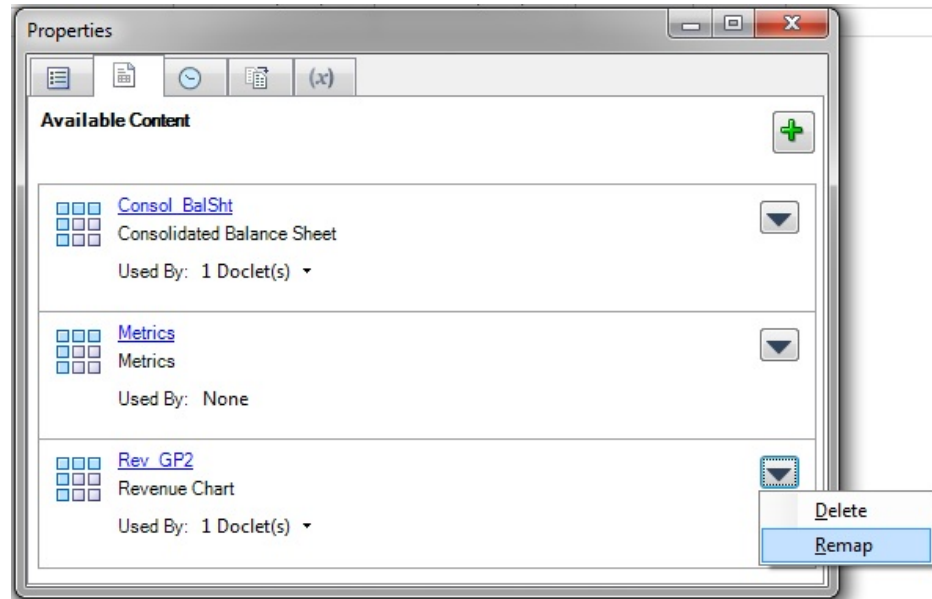 Properties
(x)
Available Content
Consol_BalSht
Consolidated Balance Sheet
Used By: 1 Doclet(s)
Metrics
Metrics
Used By: None
Rev_GP2
Revenue Chart
Used By: 1 Doclet(s)
Delete
Remap